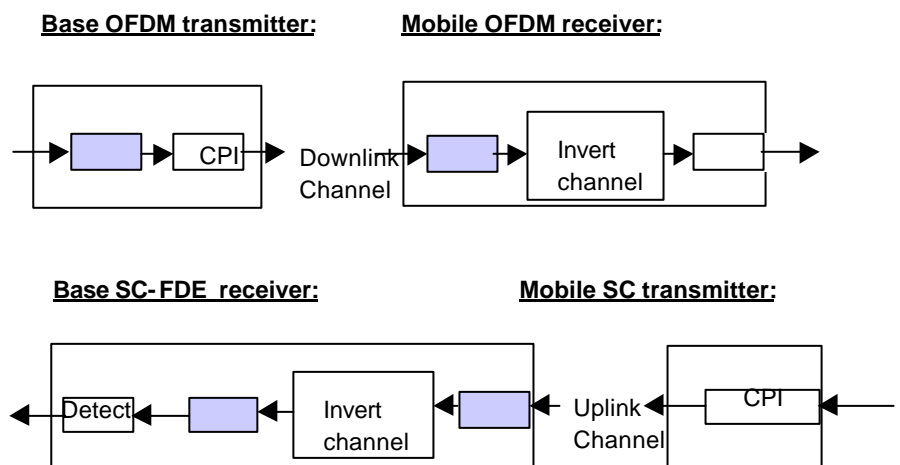 Base OFDM transmitter:
Mobile OFDM receiver:
CPI
Downlink
Channel
Invert
channel
Base SC-FDE receiver:
Mobile SC transmitter:
Detect
Invert
channel
Uplink
Channel
CPI